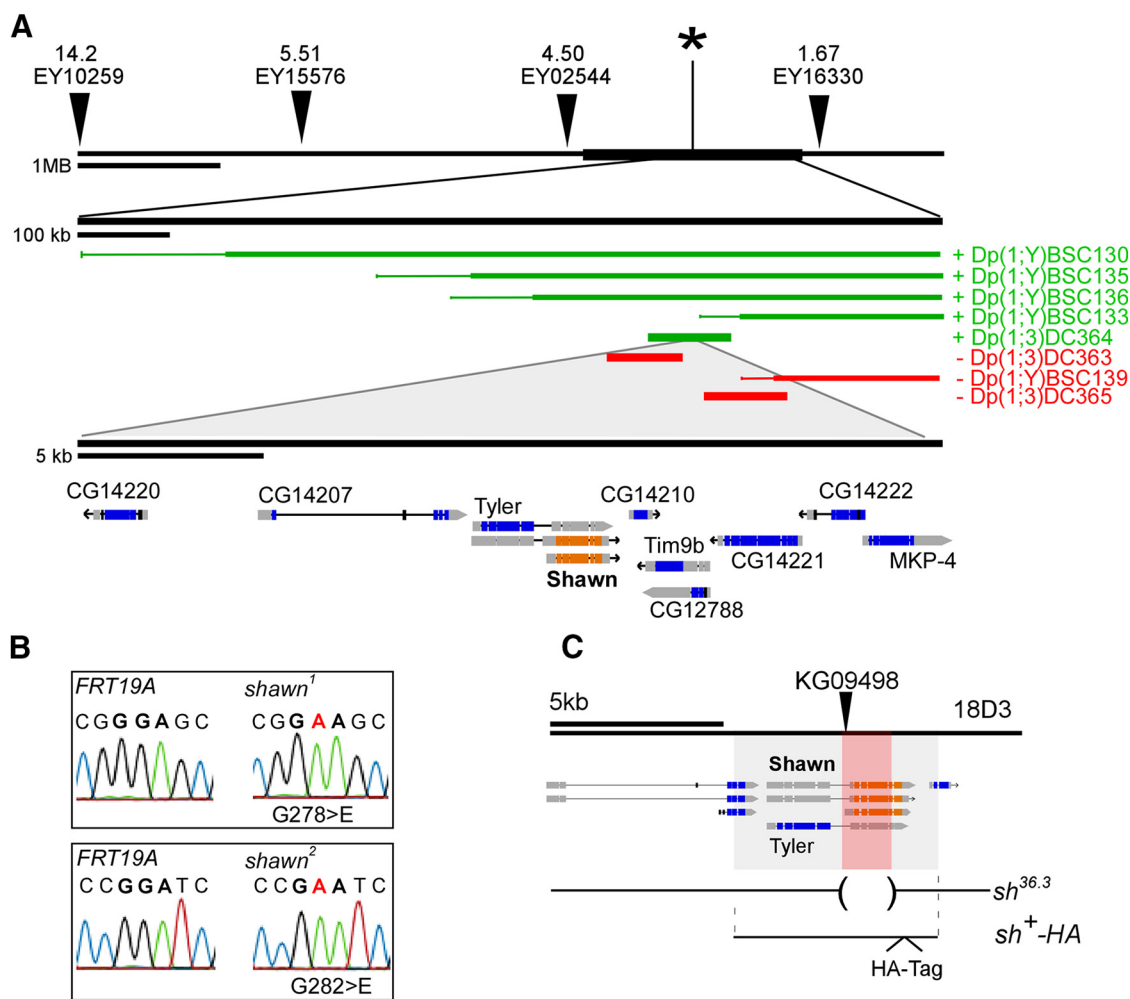 A
14.2 5.51 4.50 * 1.67
EY10259 EY15576 EY02544 EY16330
1MB
100 kb
+ Dp(1;Y)BSC130
+ Dp(1;Y)BSC135
+ Dp(1;Y)BSC136
+ Dp(1;Y)BSC133
+ Dp(1;3)DC364
- Dp(1;3)DC363
- Dp(1;Y)BSC139
- Dp(1;3)DC365
5 kb
CG14220 CG14207 Tyler CG14210 CG14222
Shawn Tim9b CG14221 MKP-4
CG12788
B
FRT19A shawn1
CGGGAGC CGGAAGC
G278>E
FRT19A shawn2
CCGGATC CCGAATC
G282>E
C
KG09498
5kb 18D3
Shawn
Tyler
( ) sh36.3
sh+-HA
HA-Tag